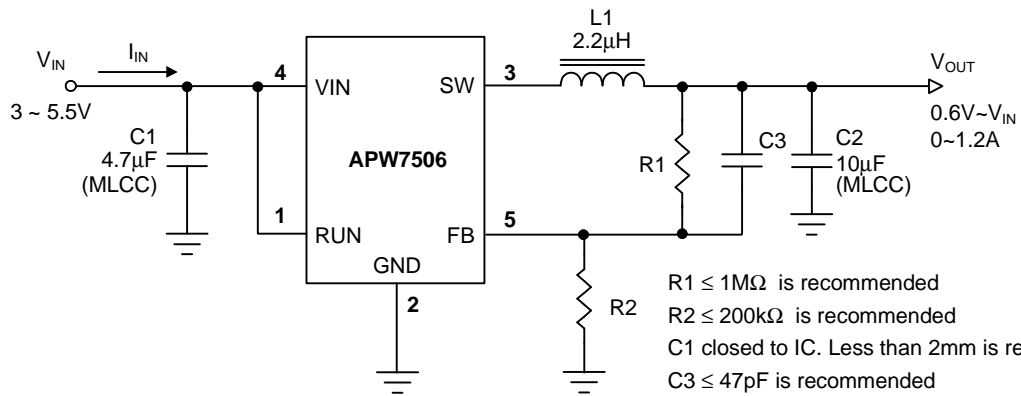 L1
2.2μH
V_IN
I_IN
4
VIN
SW
3
V_OUT
3 ~ 5.5V
0.6V~V_IN
0~1.2A
C1
4.7μF
(MLCC)
APW7506
R1
C3
C2
10μF
(MLCC)
1
RUN
FB
5
GND
2
R2
R1 ≤ 1MΩ is recommended
R2 ≤ 200kΩ is recommended
C1 closed to IC. Less than 2mm is re
C3 ≤ 47pF is recommended